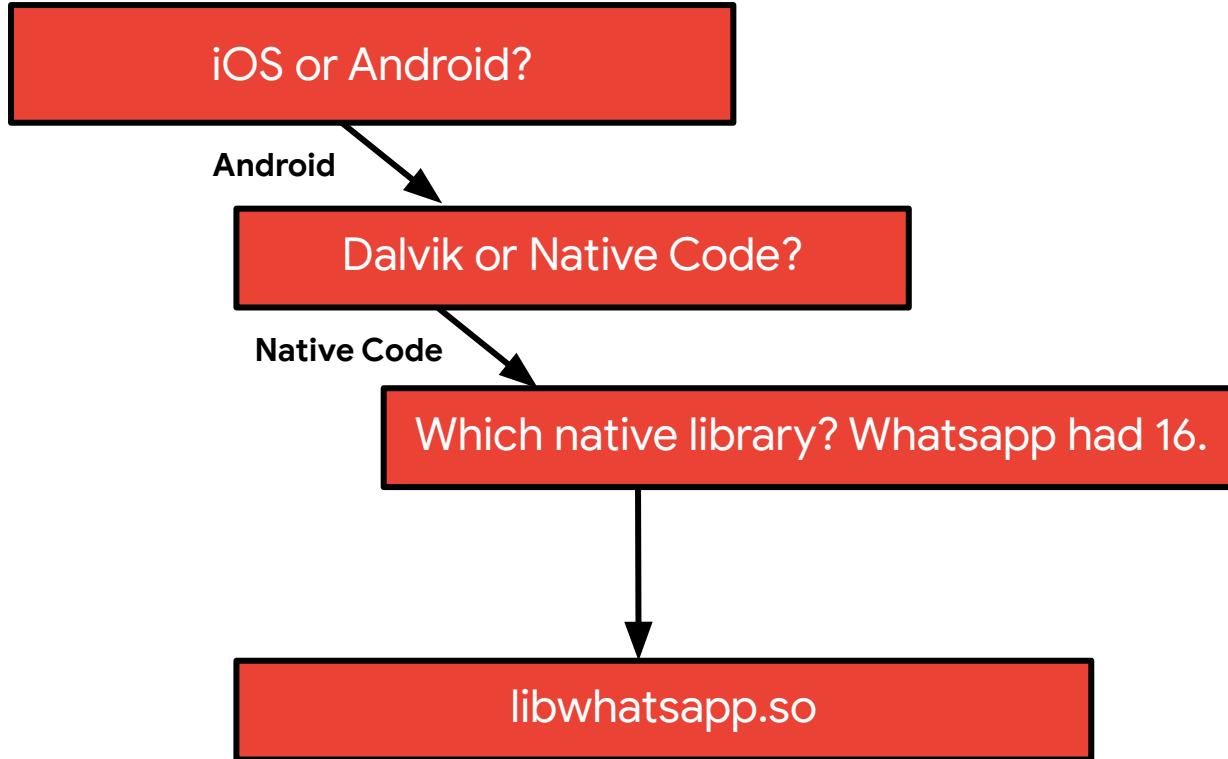 iOS or Android?
Android
Dalvik or Native Code?
Native Code
Which native library? Whatsapp had 16.
libwhatsapp.so